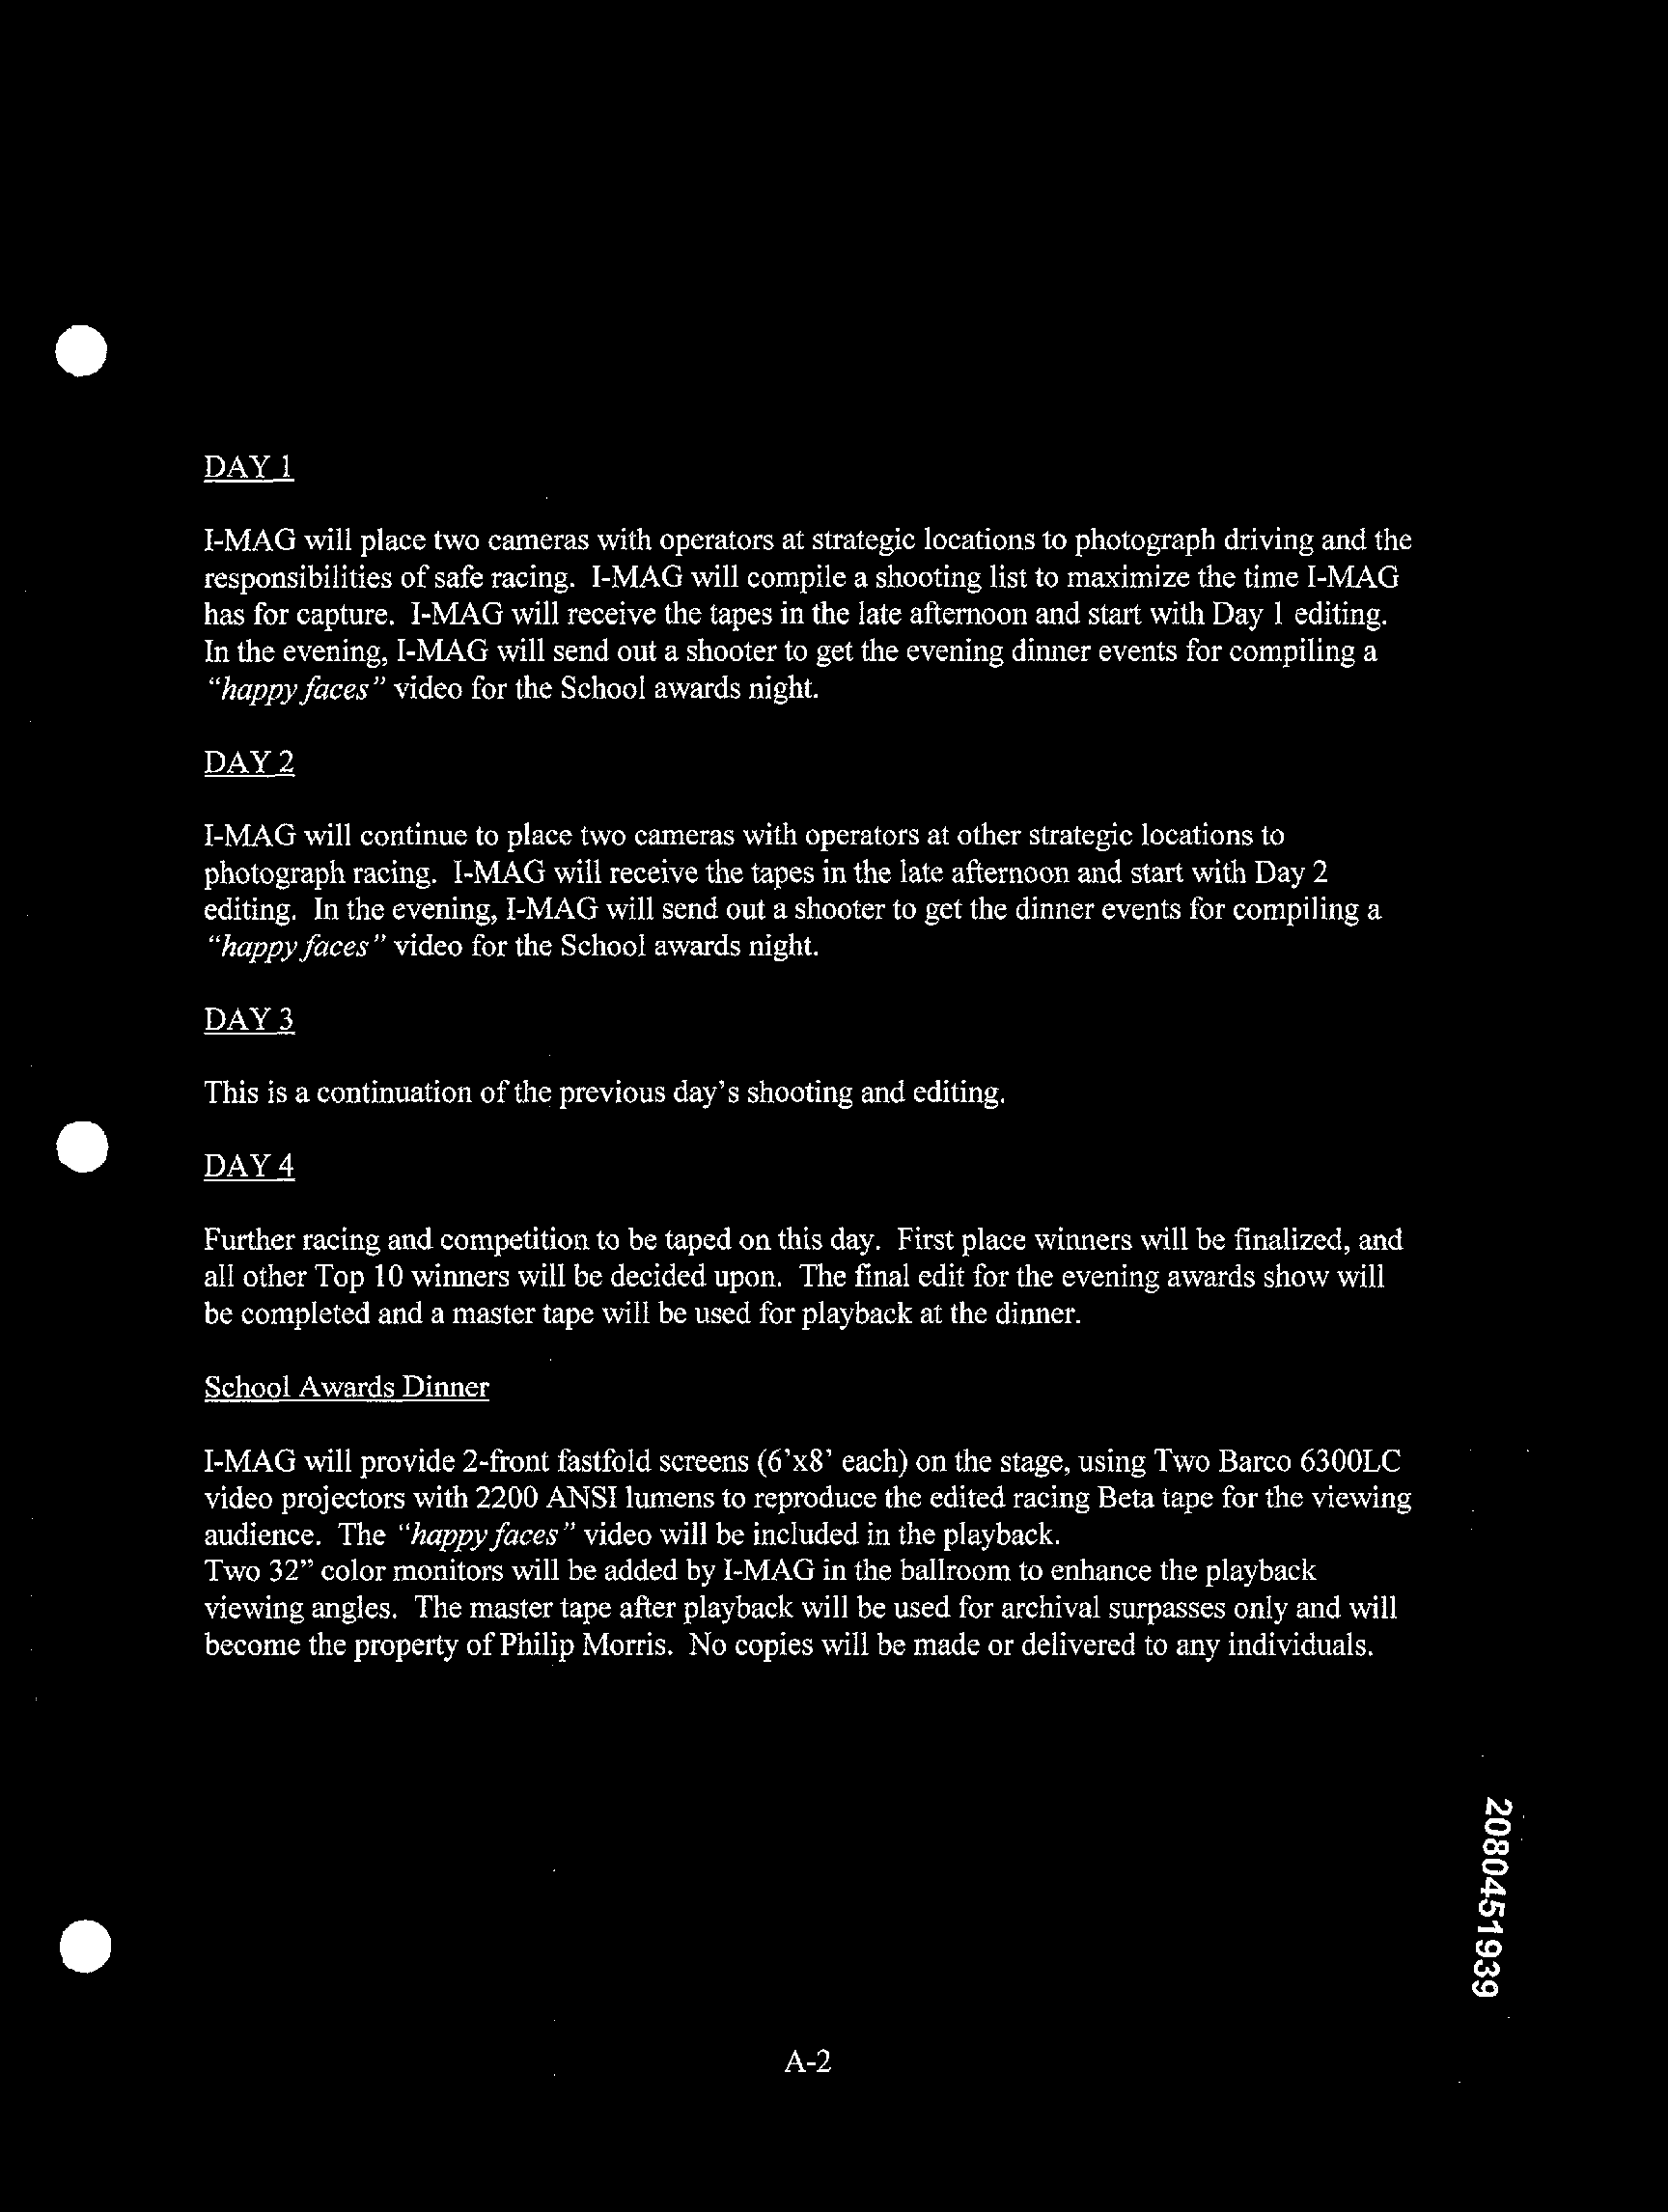 DAY 1
I-MAG will place two cameras with operators at strategic locations to photograph driving and the
responsibilities of safe racing. I-MAG will compile a shooting list to maximize the time I-MAG
has for capture. I-MAG will receive the tapes in the late afternoon and start with Day 1 editing.
In the evening, I-MAG will send out a shooter to get the evening dinner events for compiling a
“happy faces” video for the School awards night.
DAY 2
I-MAG will continue to place two cameras with operators at other strategic locations to
photograph racing. I-MAG will receive the tapes in the late afternoon and start with Day 2
editing. In the evening, I-MAG will send out a shooter to get the dinner events for compiling a
“happy faces” video for the School awards night.
DAY 3
This is a continuation of the previous day’s shooting and editing.
DAY 4
Further racing and competition to be taped on this day. First place winners will be finalized, and
all other Top 10 winners will be decided upon. The final edit for the evening awards show will
be completed and a master tape will be used for playback at the dinner.
School Awards Dinner
I-MAG will provide 2-front fastfold screens (6’x8’ each) on the stage, using Two Barco 6300LC
video projectors with 2200 ANSI lumens to reproduce the edited racing Beta tape for the viewing
audience. The “happy faces” video will be included in the playback.
Two 32” color monitors will be added by I-MAG in the ballroom to enhance the playback
viewing angles. The master tape after playback will be used for archival surpasses only and will
become the property of Philip Morris. No copies will be made or delivered to any individuals.
2080451939
A-2